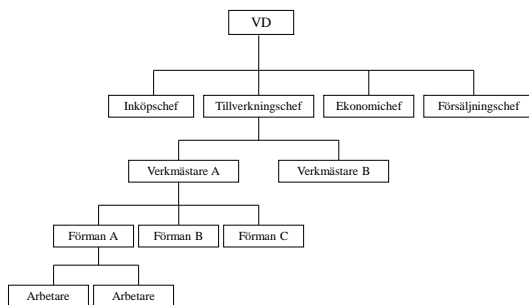 VD
Inköpschef
Tillverkningschef
Ekonomichef
Försäljningschef
Verkmästare A
Verkmästare B
Förman A
Förman B
Förman C
Arbetare
Arbetare